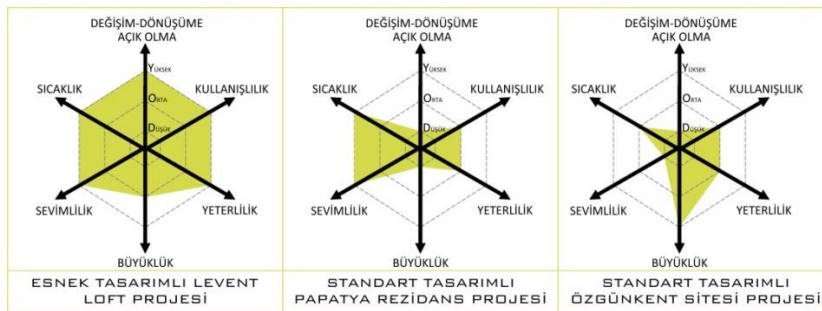 DEĞİŞİM-DÖNÜŞÜME
AÇIK OLMA
YÜKSEK
SICAKLIK
KULLANIŞLILIK
ORTA
DÜŞÜK
SEVİMLİLİK
YETERLİLİK
BÜYÜKLÜK
ESNEK TASARIMLI LEVENT
LOFT PROJESİ
DEĞİŞİM-DÖNÜŞÜME
AÇIK OLMA
YÜKSEK
SICAKLIK
KULLANIŞLILIK
ORTA
DÜŞÜK
SEVİMLİLİK
YETERLİLİK
BÜYÜKLÜK
STANDART TASARIMLI
PAPATYA REZİDANS PROJESİ
DEĞİŞİM-DÖNÜŞÜME
AÇIK OLMA
YÜKSEK
SICAKLIK
KULLANIŞLILIK
ORTA
DÜŞÜK
SEVİMLİLİK
YETERLİLİK
BÜYÜKLÜK
STANDART TASARIMLI
ÖZGÜNKENT SİTESİ PROJESİ